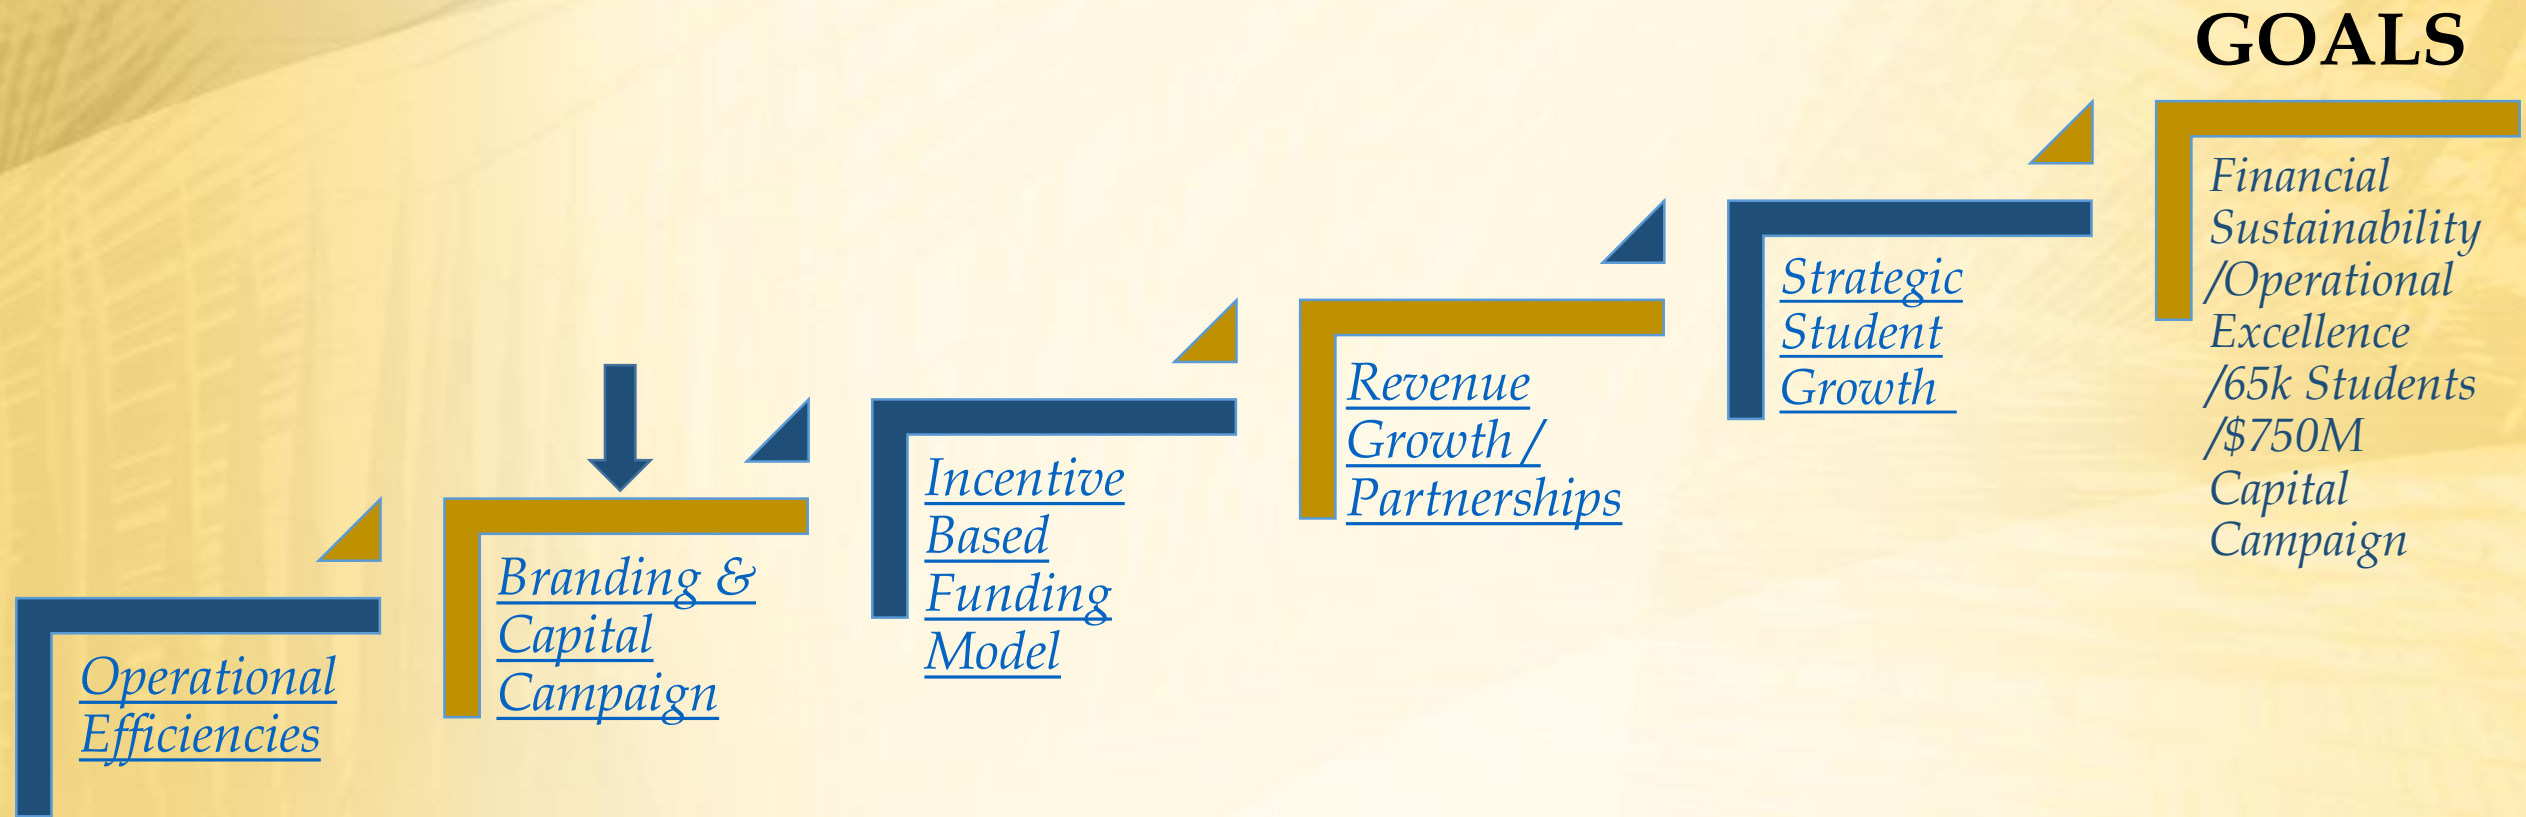 GOALS
Operational
Efficiencies
Branding &
Capital
Campaign
Incentive
Based
Funding
Model
Revenue
Growth /
Partnerships
Strategic
Student
Growth
Financial
Sustainability
/Operational
Excellence
/65k Students
/$750M
Capital
Campaign